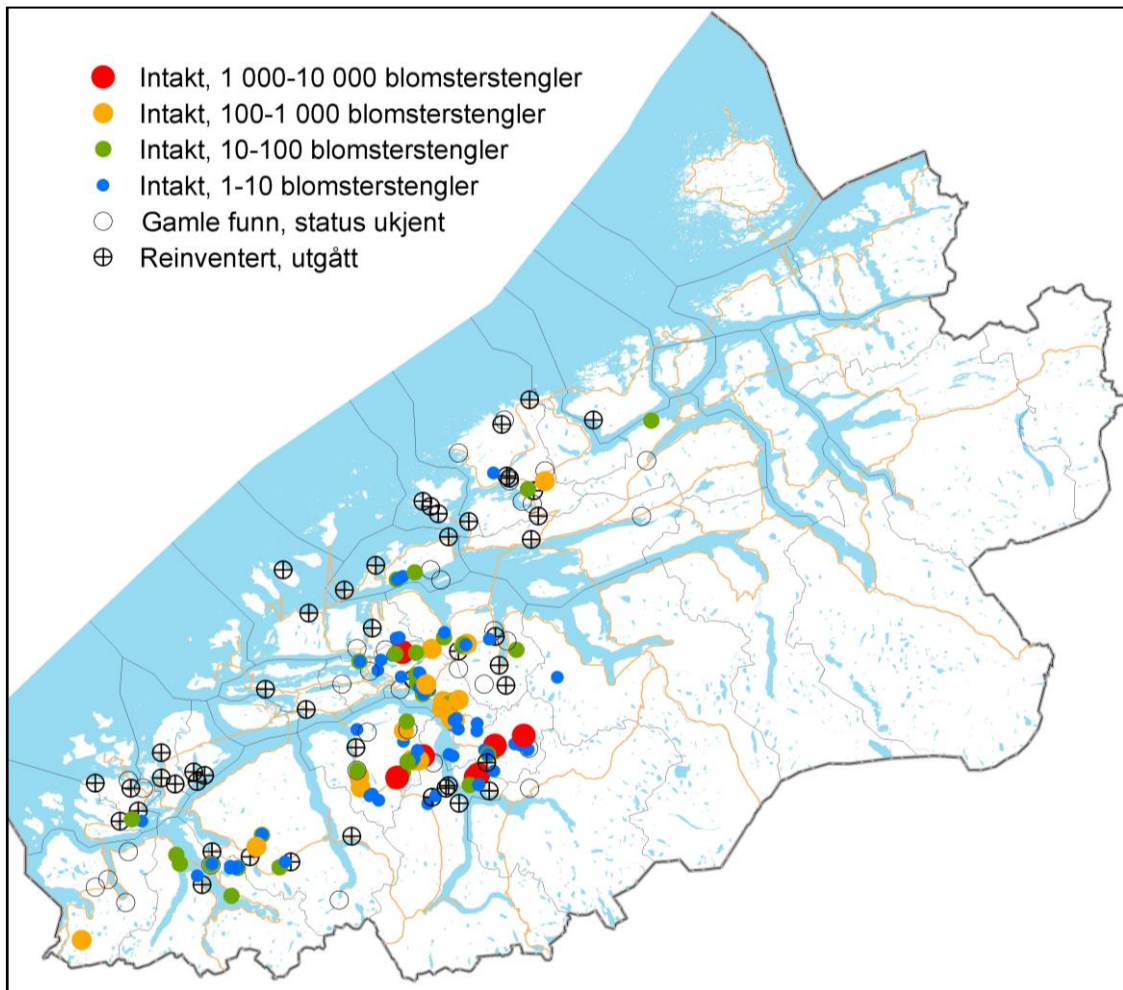 Intakt, 1 000-10 000 blomsterstengler
Intakt, 100-1 000 blomsterstengler
Intakt, 10-100 blomsterstengler
Intakt, 1-10 blomsterstengler
Gamle funn, status ukjent
Reinventert, utgått